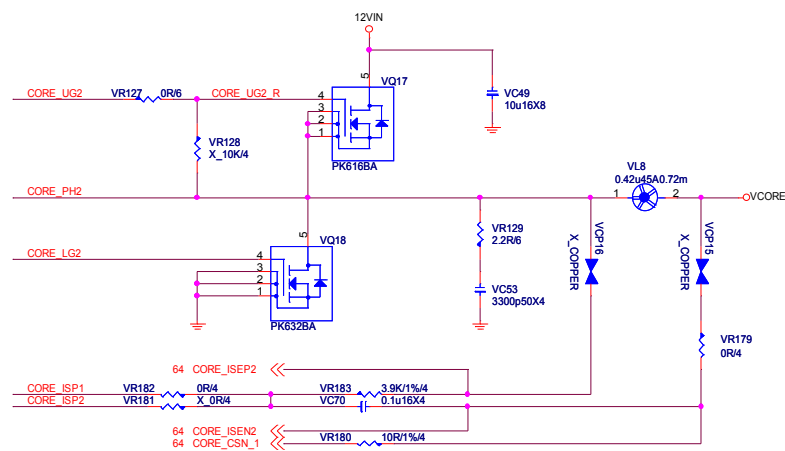 12VIN
5
VQ17
CORE_UG2
VR127
0R/6
CORE_UG2_R
4
3
2
1
VC49
10u16X8
VR128
X_10K/4
PK616BA
VL8
0.42u45A0.72m
CORE_PH2
1
2
VCORE
5
VQ18
VR129
2.2R/6
VCP16
X_COPPER
VCP15
X_COPPER
CORE_LG2
4
3
2
1
VC53
3300p50X4
PK632BA
VR179
0R/4
64 CORE_ISEP2
CORE_ISP1
VR182
0R/4
VR183
3.9K/1%/4
CORE_ISP2
VR181
X_0R/4
VC70
0.1u16X4
64 CORE_ISEN2
64 CORE_CSN_1
VR180
10R/1%/4